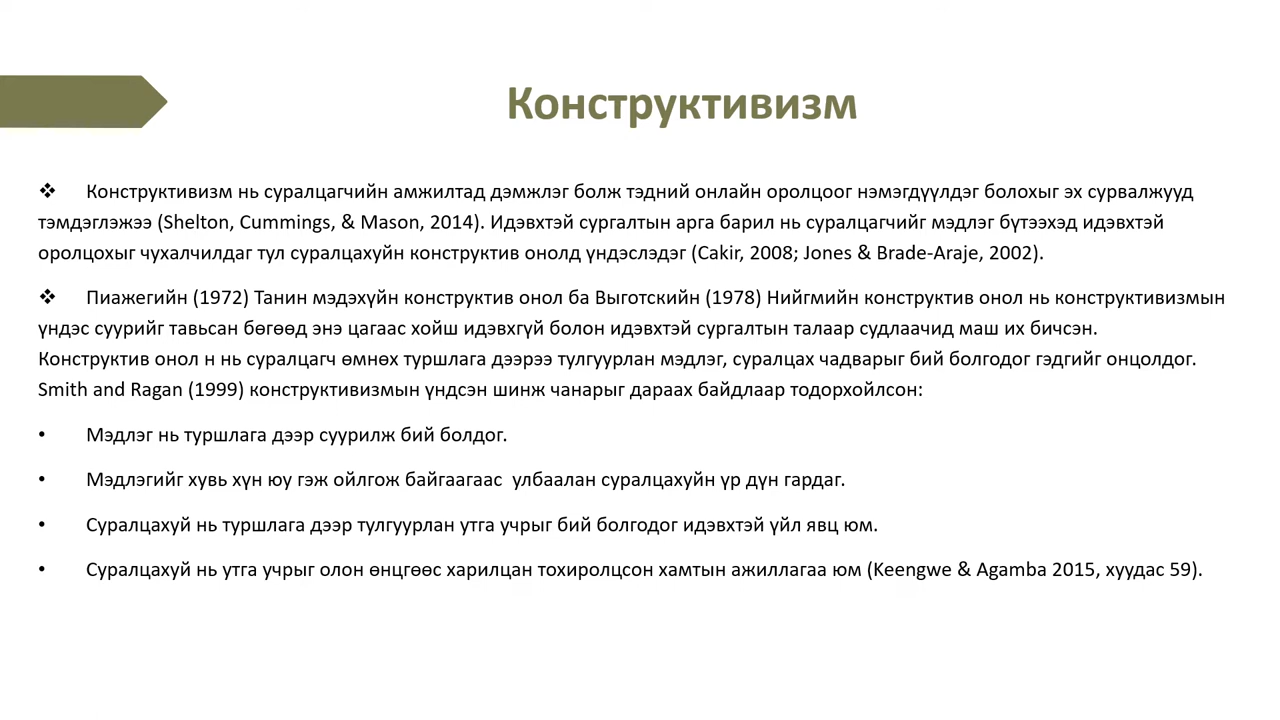 Конструктивизм
❖ Конструктивизм нь суралцагчийн амжилтад дэмжлэг болж тэдний онлайн оролцоог нэмэгдүүлдэг болохыг эх сурвалжууд
тэмдэглэжээ (Shelton, Cummings, & Mason, 2014). Идэвхтэй сургалтын арга барил нь суралцагчийг мэдлэг бүтээхэд идэвхтэй
оролцохыг чухалчилдаг тул суралцахуйн конструктив онолд үндэслэдэг (Cakir, 2008; Jones & Brade-Araje, 2002).
❖ Пиажегийн (1972) Танин мэдэхүйн конструктив онол ба Выготскийн (1978) Нийгмийн конструктив онол нь конструктивизмын
үндэс суурийг тавьсан бөгөөд энэ цагаас хойш идэвхгүй болон идэвхтэй сургалтын талаар судлаачид маш их бичсэн.
Конструктив онол н нь суралцагч өмнөх туршлага дээрээ тулгуурлан мэдлэг, суралцах чадварыг бий болгодог гэдгийг онцолдог.
Smith and Ragan (1999) конструктивизмын үндсэн шинж чанарыг дараах байдлаар тодорхойлсон:
• Мэдлэг нь туршлага дээр суурилж бий болдог.
• Мэдлэгийг хувь хүн юу гэж ойлгож байгаагаас  улбаалан суралцахуйн үр дүн гардаг.
• Суралцахуй нь туршлага дээр тулгуурлан утга учрыг бий болгодог идэвхтэй үйл явц юм.
• Суралцахуй нь утга учрыг олон өнцгөөс харилцан тохиролцсон хамтын ажиллагаа юм (Keengwe & Agamba 2015, хуудас 59).